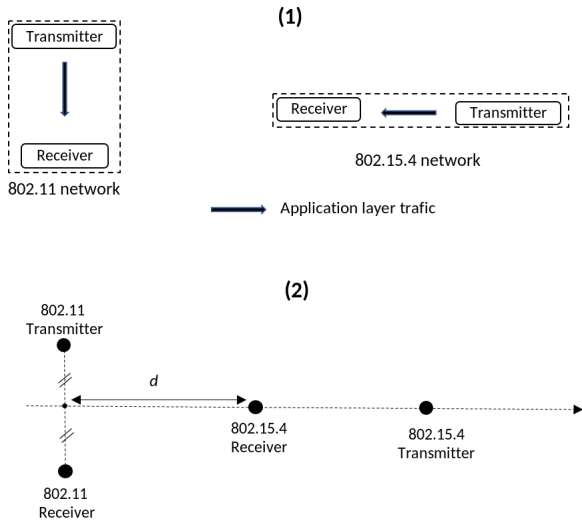 (1)
Transmitter
Receiver
802.11 network
Receiver
Transmitter
802.15.4 network
Application layer trafic
(2)
802.11
Transmitter
d
802.15.4
Receiver
802.15.4
Transmitter
802.11
Receiver